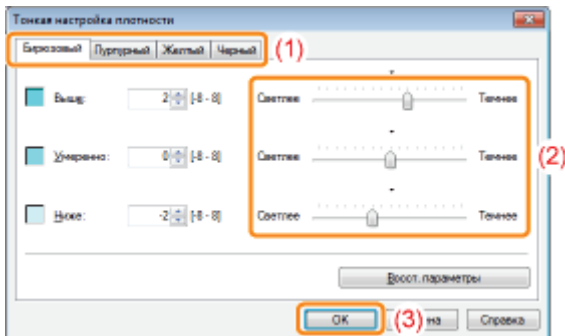 Тонкая настройка плотности
Бирюзовый Пурпурный Желтый Черный (1)
Выше: 2 [-8 - 8] Светлее Темнее
Умеренно: 0 [-8 - 8] Светлее Темнее (2)
Ниже: -2 [-8 - 8] Светлее Темнее
Восст. параметры
OK (3) на Справка